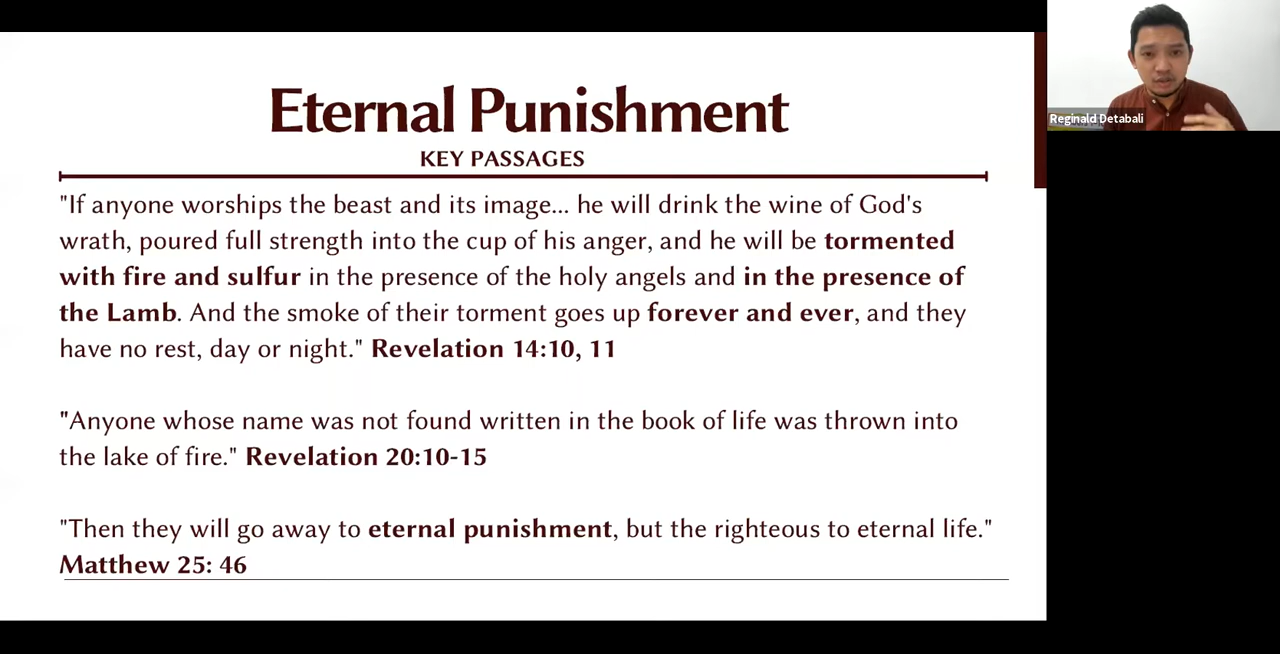 Eternal Punishment
KEY PASSAGES
"If anyone worships the beast and its image... he will drink the wine of God's
wrath, poured full strength into the cup of his anger, and he will be tormented
with fire and sulfur in the presence of the holy angels and in the presence of
the Lamb. And the smoke of their torment goes up forever and ever, and they
have no rest, day or night." Revelation 14:10, 11
"Anyone whose name was not found written in the book of life was thrown into
the lake of fire." Revelation 20:10-15
"Then they will go away to eternal punishment, but the righteous to eternal life."
Matthew 25: 46
Reginald Detabali